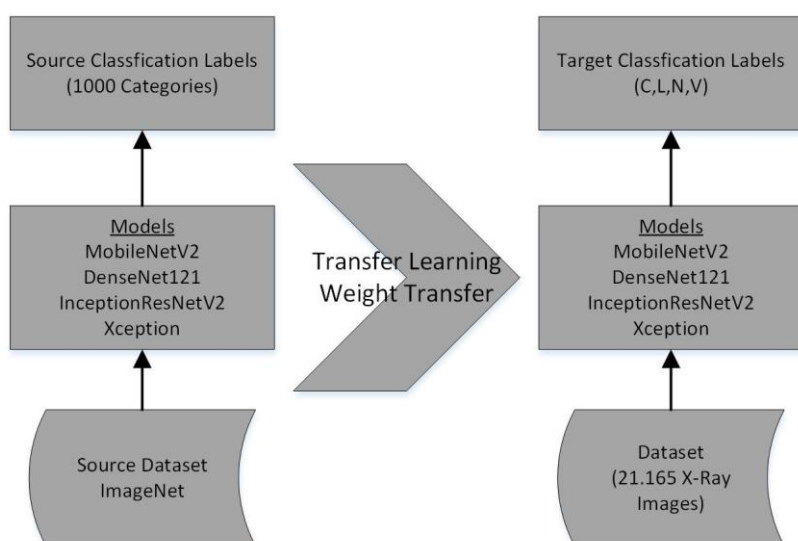 Source Classfication Labels
(1000 Categories)
Models
MobileNetV2
DenseNet121
InceptionResNetV2
Xception
Source Dataset
ImageNet
Transfer Learning
Weight Transfer
Target Classfication Labels
(C,L,N,V)
Models
MobileNetV2
DenseNet121
InceptionResNetV2
Xception
Dataset
(21.165 X-Ray
Images)